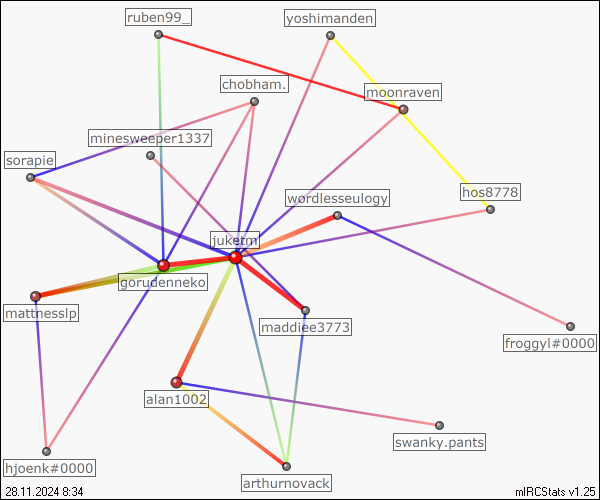 ruben99_
yoshimanden
chobham.
moonraven
minesweeper1337
sorapie
wordlesseulogy
hos8778
jukerm
gorudenneko
mattnesslp
maddiee3773
froggyl#0000
alan1002
swanky.pants
hjoenk#0000
arthurnovack
28.11.2024 8:34
mIRCStats v1.25